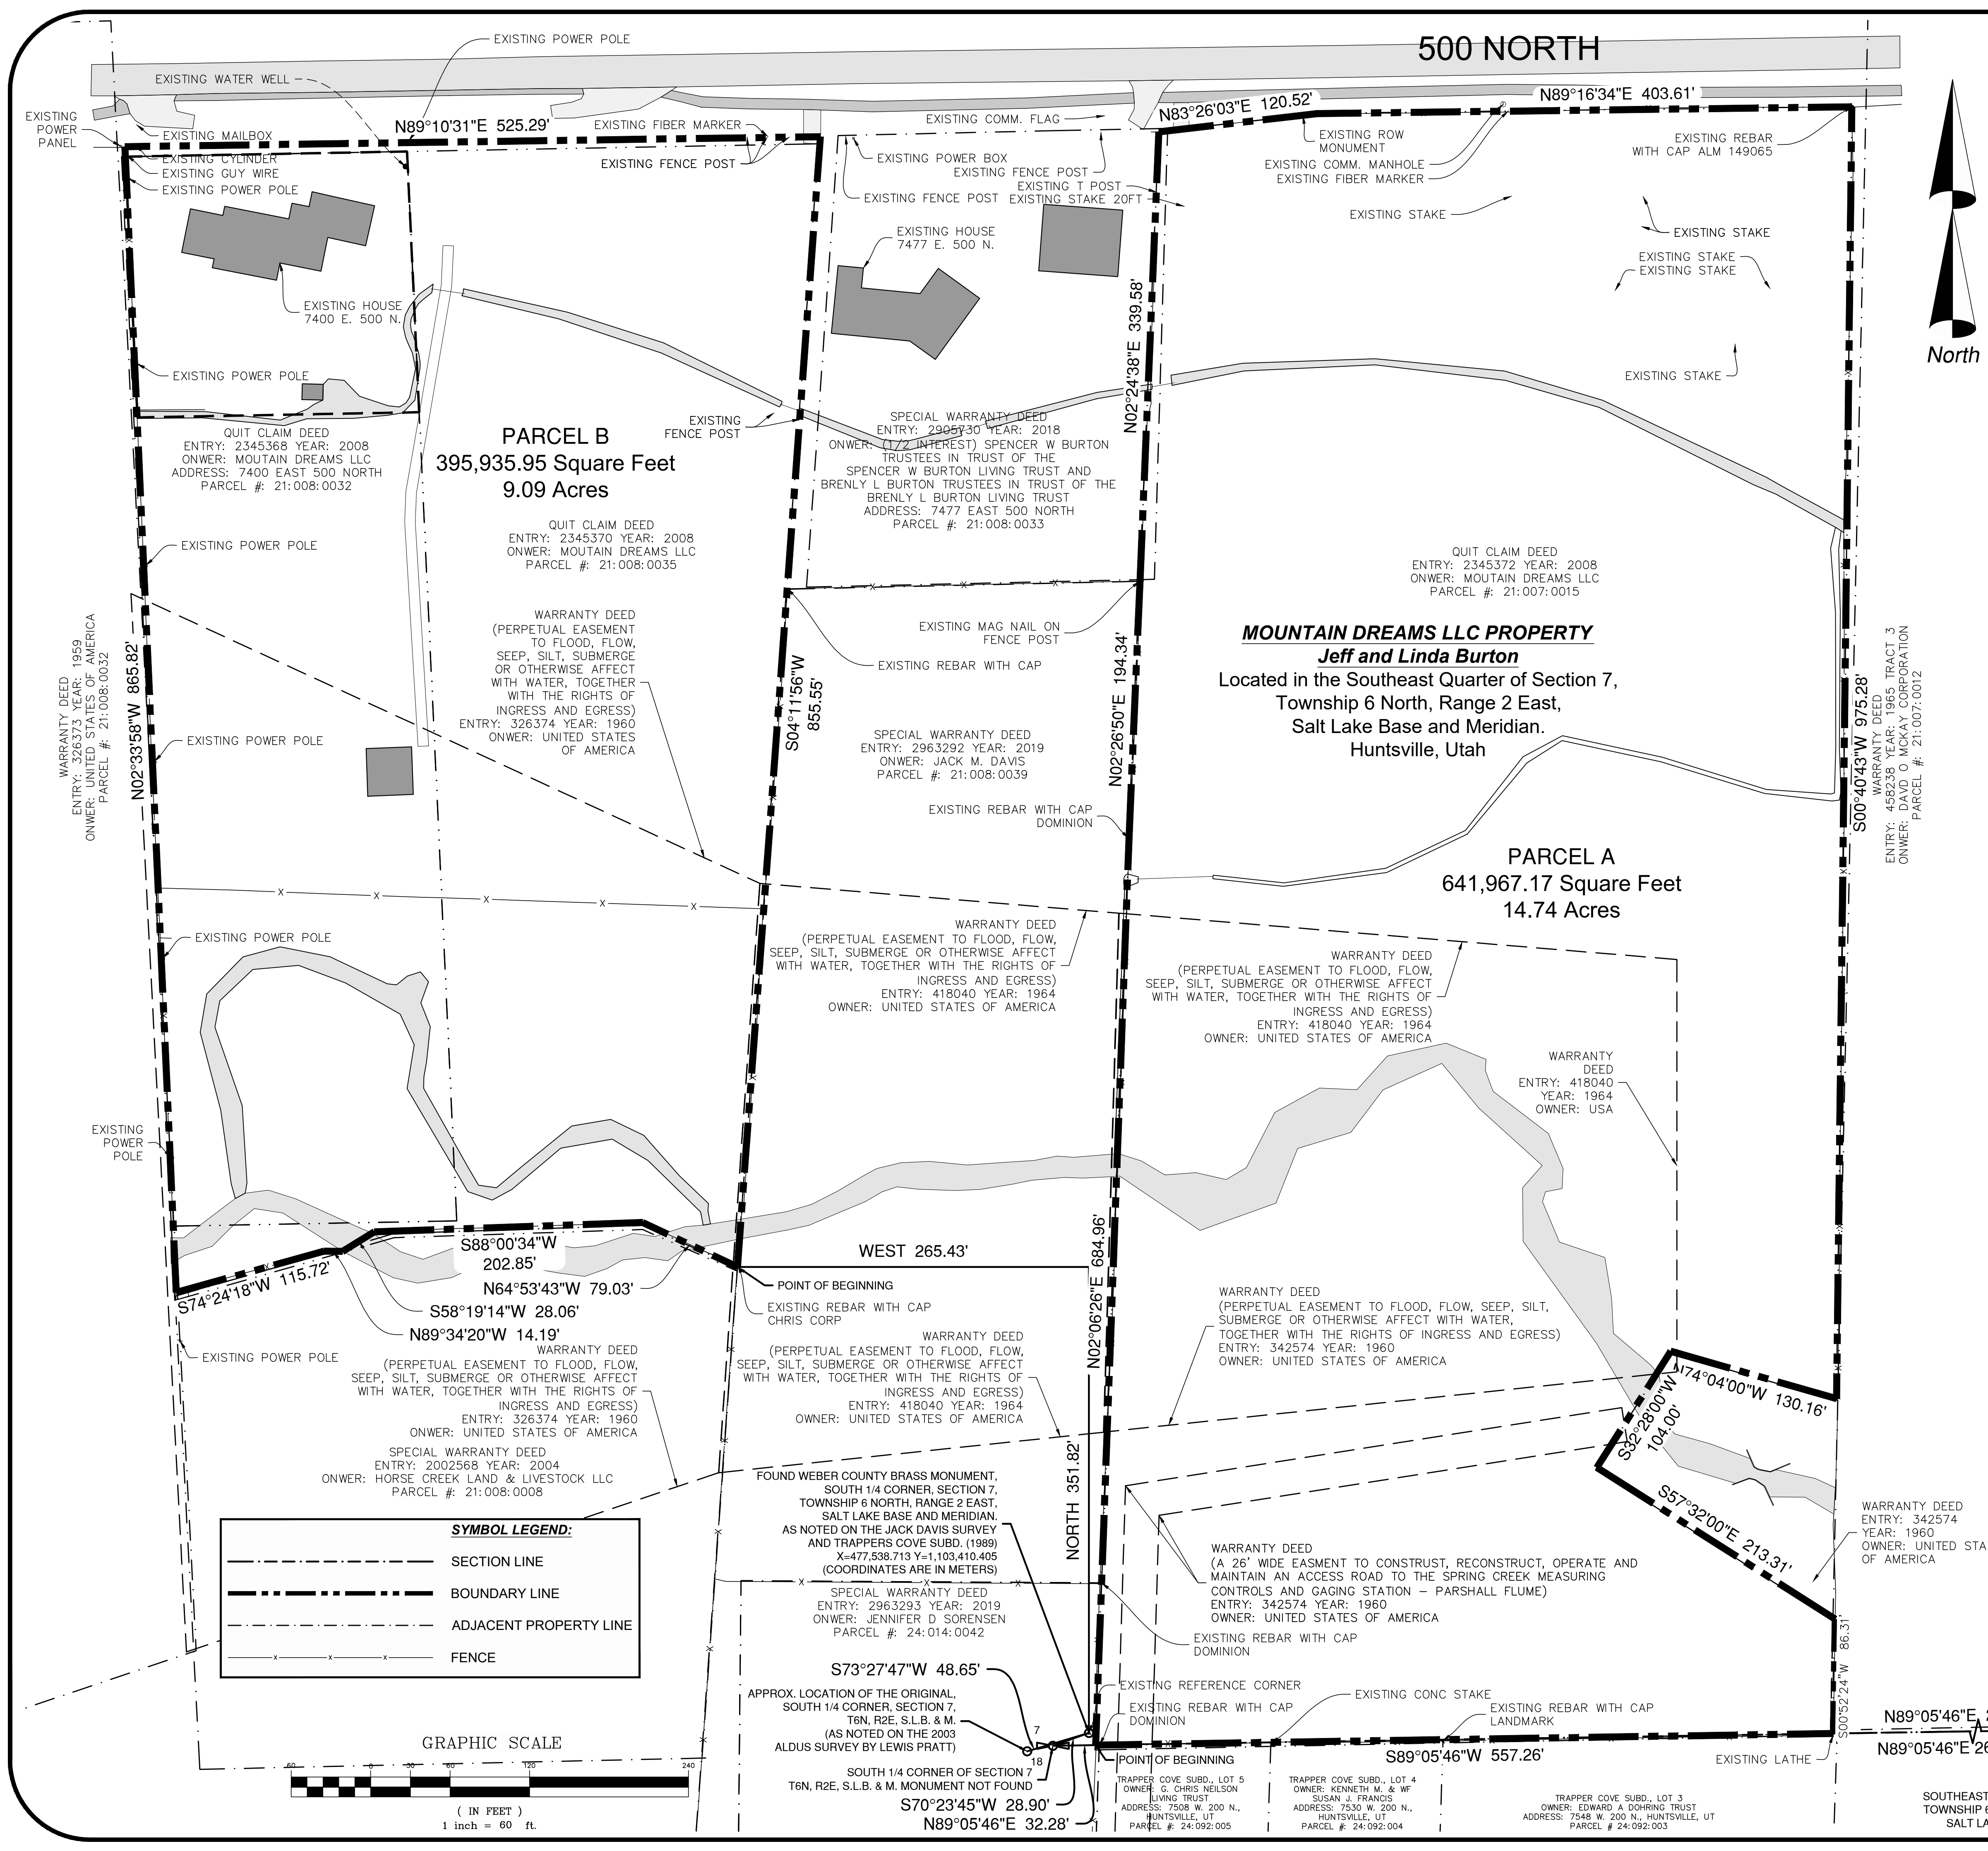 500 NORTH
EXISTING POWER POLE
EXISTING WATER WELL
EXISTING
POWER
PANEL
EXISTING MAILBOX
N89°10'31"E 525.29'
EXISTING FIBER MARKER
EXISTING CYLINDER
EXISTING GUY WIRE
EXISTING POWER POLE
EXISTING FENCE POST
EXISTING COMM. FLAG
N83°26'03"E 120.52'
N89°16'34"E 403.61'
EXISTING POWER BOX
EXISTING FENCE POST
EXISTING T POST
EXISTING FENCE POST
EXISTING STAKE 20FT
EXISTING ROW
MONUMENT
EXISTING COMM. MANHOLE
EXISTING FIBER MARKER
EXISTING REBAR
WITH CAP ALM 149065
EXISTING STAKE
EXISTING STAKE
EXISTING STAKE
EXISTING STAKE
EXISTING STAKE
North
EXISTING HOUSE
7477 E. 500 N.
EXISTING HOUSE
7400 E. 500 N.
N02°24'38"E 339.58'
EXISTING POWER POLE
EXISTING
FENCE POST
QUIT CLAIM DEED
ENTRY: 2345368 YEAR: 2008
ONWER: MOUTAIN DREAMS LLC
ADDRESS: 7400 EAST 500 NORTH
PARCEL #: 21:008:0032
PARCEL B
395,935.95 Square Feet
9.09 Acres
QUIT CLAIM DEED
ENTRY: 2345370 YEAR: 2008
ONWER: MOUTAIN DREAMS LLC
PARCEL #: 21:008:0035
SPECIAL WARRANTY DEED
ENTRY: 2905730 YEAR: 2018
ONWER: (1/2 INTEREST) SPENCER W BURTON
TRUSTEES IN TRUST OF THE
SPENCER W BURTON LIVING TRUST AND
BRENLY L BURTON TRUSTEES IN TRUST OF THE
BRENLY L BURTON LIVING TRUST
ADDRESS: 7477 EAST 500 NORTH
PARCEL #: 21:008:0033
QUIT CLAIM DEED
ENTRY: 2345372 YEAR: 2008
ONWER: MOUTAIN DREAMS LLC
PARCEL #: 21:007:0015
EXISTING POWER POLE
WARRANTY DEED
ENTRY: 326373 YEAR: 1959
ONWER: UNITED STATES OF AMERICA
PARCEL #: 21:008:0032
N02°33'58"W 865.82'
WARRANTY DEED
(PERPETUAL EASEMENT
TO FLOOD, FLOW,
SEEP, SILT, SUBMERGE
OR OTHERWISE AFFECT
WITH WATER, TOGETHER
WITH THE RIGHTS OF
INGRESS AND EGRESS)
ENTRY: 326374 YEAR: 1960
ONWER: UNITED STATES
OF AMERICA
S04°11'56"W
855.55'
EXISTING MAG NAIL ON
FENCE POST
EXISTING REBAR WITH CAP
N02°26'50"E 194.34'
MOUNTAIN DREAMS LLC PROPERTY
Jeff and Linda Burton
Located in the Southeast Quarter of Section 7,
Township 6 North, Range 2 East,
Salt Lake Base and Meridian.
Huntsville, Utah
S00°40'43"W 975.28'
WARRANTY DEED
ENTRY: 458238 YEAR: 1965 TRACT 3
ONWER: DAVD O MCKAY CORPORATION
PARCEL #: 21:007:0012
EXISTING POWER POLE
SPECIAL WARRANTY DEED
ENTRY: 2963292 YEAR: 2019
ONWER: JACK M. DAVIS
PARCEL #: 21:008:0039
EXISTING REBAR WITH CAP
DOMINION
PARCEL A
641,967.17 Square Feet
14.74 Acres
EXISTING POWER POLE
WARRANTY DEED
(PERPETUAL EASEMENT TO FLOOD, FLOW,
SEEP, SILT, SUBMERGE OR OTHERWISE AFFECT
WITH WATER, TOGETHER WITH THE RIGHTS OF
INGRESS AND EGRESS)
ENTRY: 418040 YEAR: 1964
OWNER: UNITED STATES OF AMERICA
WARRANTY DEED
(PERPETUAL EASEMENT TO FLOOD, FLOW,
SEEP, SILT, SUBMERGE OR OTHERWISE AFFECT
WITH WATER, TOGETHER WITH THE RIGHTS OF
INGRESS AND EGRESS)
ENTRY: 418040 YEAR: 1964
OWNER: UNITED STATES OF AMERICA
WARRANTY
DEED
ENTRY: 418040
YEAR: 1964
OWNER: USA
EXISTING
POWER
POLE
S88°00'34"W
202.85'
S74°24'18"W 115.72'
N64°53'43"W 79.03'
S58°19'14"W 28.06'
N89°34'20"W 14.19'
WEST 265.43'
POINT OF BEGINNING
EXISTING REBAR WITH CAP
CHRIS CORP
N02°06'26"E 684.96'
EXISTING POWER POLE
WARRANTY DEED
(PERPETUAL EASEMENT TO FLOOD, FLOW,
SEEP, SILT, SUBMERGE OR OTHERWISE AFFECT
WITH WATER, TOGETHER WITH THE RIGHTS OF
INGRESS AND EGRESS)
ENTRY: 326374 YEAR: 1960
ONWER: UNITED STATES OF AMERICA
SPECIAL WARRANTY DEED
ENTRY: 2002568 YEAR: 2004
ONWER: HORSE CREEK LAND & LIVESTOCK LLC
PARCEL #: 21:008:0008
WARRANTY DEED
(PERPETUAL EASEMENT TO FLOOD, FLOW,
SEEP, SILT, SUBMERGE OR OTHERWISE AFFECT
WITH WATER, TOGETHER WITH THE RIGHTS OF
INGRESS AND EGRESS)
ENTRY: 418040 YEAR: 1964
OWNER: UNITED STATES OF AMERICA
WARRANTY DEED
(PERPETUAL EASEMENT TO FLOOD, FLOW, SEEP, SILT,
SUBMERGE OR OTHERWISE AFFECT WITH WATER,
TOGETHER WITH THE RIGHTS OF INGRESS AND EGRESS)
ENTRY: 342574 YEAR: 1960
OWNER: UNITED STATES OF AMERICA
N74°04'00"W 130.16'
S32°28'00"W
104.00'
S57°32'00"E 213.31'
WARRANTY DEED
ENTRY: 342574
YEAR: 1960
OWNER: UNITED STA
OF AMERICA
NORTH 351.82'
FOUND WEBER COUNTY BRASS MONUMENT,
SOUTH 1/4 CORNER, SECTION 7,
TOWNSHIP 6 NORTH, RANGE 2 EAST,
SALT LAKE BASE AND MERIDIAN.
AS NOTED ON THE JACK DAVIS SURVEY
AND TRAPPERS COVE SUBD. (1989)
X=477,538.713 Y=1,103,410.405
(COORDINATES ARE IN METERS)
WARRANTY DEED
(A 26' WIDE EASMENT TO CONSTRUCT, RECONSTRUCT, OPERATE AND
MAINTAIN AN ACCESS ROAD TO THE SPRING CREEK MEASURING
CONTROLS AND GAGING STATION – PARSHALL FLUME)
ENTRY: 342574 YEAR: 1960
OWNER: UNITED STATES OF AMERICA
SYMBOL LEGEND:
SECTION LINE
BOUNDARY LINE
ADJACENT PROPERTY LINE
x x x FENCE
SPECIAL WARRANTY DEED
ENTRY: 2963293 YEAR: 2019
ONWER: JENNIFER D SORENSEN
PARCEL #: 24:014:0042
EXISTING REBAR WITH CAP
DOMINION
S00°52'24"W 86.31'
S73°27'47"W 48.65'
APPROX. LOCATION OF THE ORIGINAL,
SOUTH 1/4 CORNER, SECTION 7,
T6N, R2E, S.L.B. & M.
(AS NOTED ON THE 2003
ALDUS SURVEY BY LEWIS PRATT)
7
18
EXISTING REFERENCE CORNER
EXISTING REBAR WITH CAP
DOMINION
EXISTING CONC STAKE
EXISTING REBAR WITH CAP
LANDMARK
S89°05'46"W 557.26'
EXISTING LATHE
N89°05'46"E 2
N89°05'46"E 26
POINT OF BEGINNING
SOUTH 1/4 CORNER OF SECTION 7
T6N, R2E, S.L.B. & M. MONUMENT NOT FOUND
S70°23'45"W 28.90'
N89°05'46"E 32.28'
GRAPHIC SCALE
60 0 30 60 120 240
( IN FEET )
1 inch = 60 ft.
TRAPPER COVE SUBD., LOT 5
OWNER: G. CHRIS NEILSON
LIVING TRUST
ADDRESS: 7508 W. 200 N.,
HUNTSVILLE, UT
PARCEL #: 24:092:005
TRAPPER COVE SUBD., LOT 4
OWNER: KENNETH M. & WF
SUSAN J. FRANCIS
ADDRESS: 7530 W. 200 N.,
HUNTSVILLE, UT
PARCEL #: 24:092:004
TRAPPER COVE SUBD., LOT 3
OWNER: EDWARD A DOHRING TRUST
ADDRESS: 7548 W. 200 N., HUNTSVILLE, UT
PARCEL # 24:092:003
SOUTHEAST
TOWNSHIP 6
SALT LA